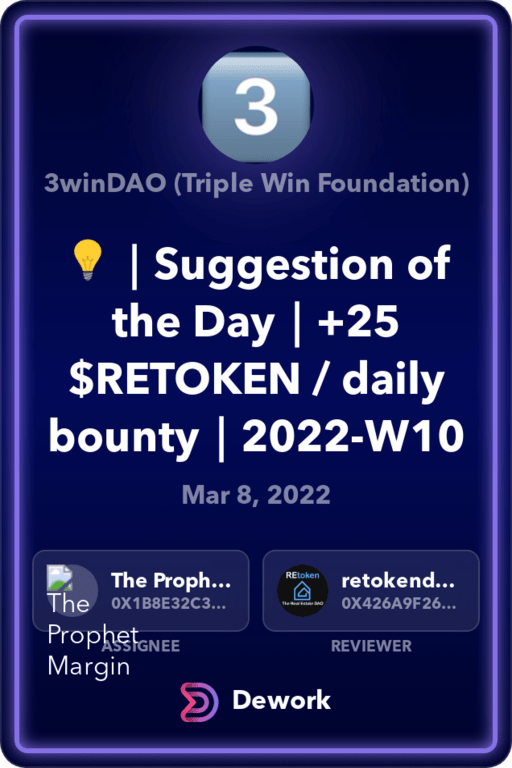 3
3winDAO (Triple Win Foundation)
💡 | Suggestion of
the Day | +25
$RETOKEN / daily
bounty | 2022-W10
Mar 8, 2022
The Proph...
0X1B8E32C3...
The
Prophet
Margin
ASSIGNEE
REtoken
The Real Estate DAO
retokend...
0X426A9F26...
REVIEWER
Dework